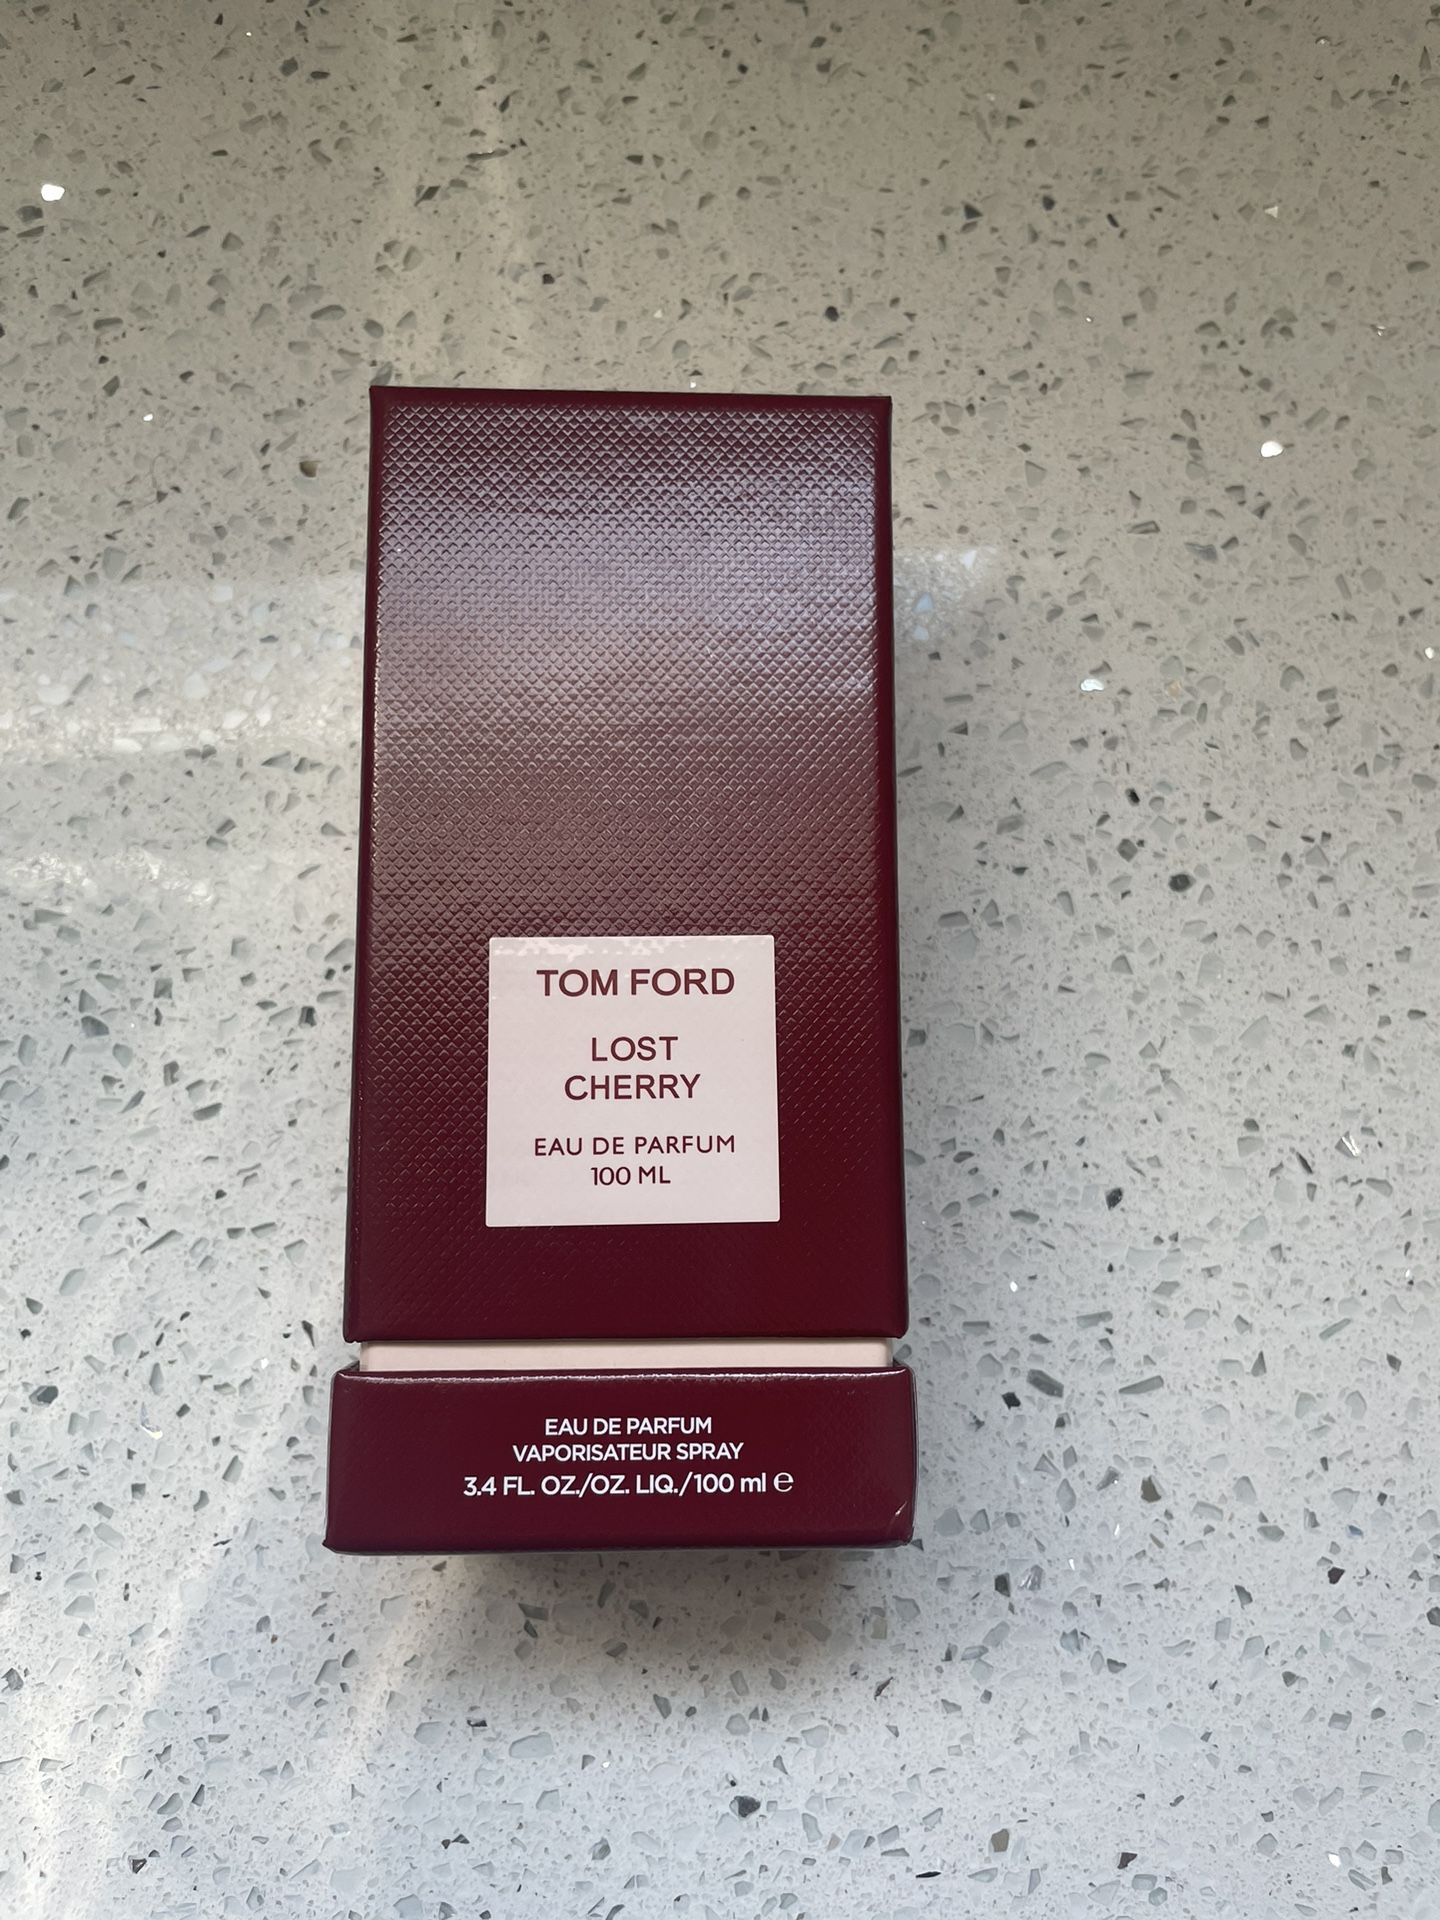 TOM FORD
LOST
CHERRY
EAU DE PARFUM
100 ML
EAU DE PARFUM
VAPORISATEUR SPRAY
3.4 FL. OZ./OZ. LIQ./100 ml ℮